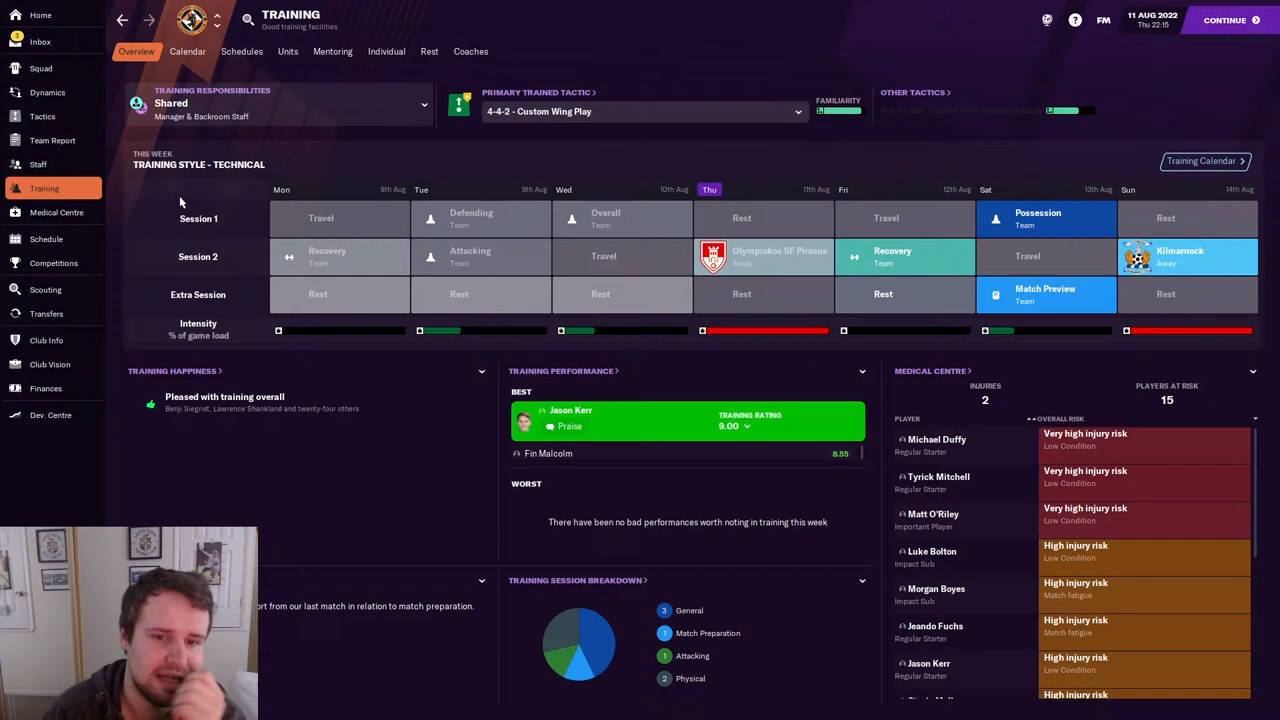 Home
TRAINING
Good training facilities
FM
11 AUG 2022
Thu 22:15
CONTINUE
3
Inbox
Overview
Calendar
Schedules
Units
Mentoring
Individual
Rest
Coaches
Squad
Dynamics
Tactics
Team Report
Staff
Training
Medical Centre
Schedule
Competitions
Scouting
Transfers
Club Info
Club Vision
Finances
Dev. Centre
TRAINING RESPONSIBILITIES
Shared
Manager & Backroom Staff
PRIMARY TRAINED TACTIC
4-4-2 - Custom Wing Play
FAMILIARITY
OTHER TACTICS
THIS WEEK
TRAINING STYLE - TECHNICAL
Training Calendar
Mon 8th Aug Tue 9th Aug Wed 10th Aug Thu 11th Aug Fri 12th Aug Sat 13th Aug Sun 14th Aug
Session 1
Travel
Defending
Team
Overall
Team
Rest
Travel
Possession
Team
Rest
Session 2
Recovery
Team
Attacking
Team
Travel
Olympiakos SF Piraeus
Away
Recovery
Team
Travel
Kilmarnock
Away
Extra Session
Rest
Rest
Rest
Rest
Rest
Match Preview
Team
Rest
Intensity
% of game load
TRAINING HAPPINESS
Pleased with training overall
Benji Siegrist, Lawrence Shankland and twenty-four others
ort from our last match in relation to match preparation.
TRAINING PERFORMANCE
BEST
Jason Kerr
Praise
TRAINING RATING
9.00
Fin Malcolm
8.55
WORST
There have been no bad performances worth noting in training this week
TRAINING SESSION BREAKDOWN
3 General
1 Match Preparation
1 Attacking
2 Physical
MEDICAL CENTRE
INJURIES
2
PLAYERS AT RISK
15
PLAYER
OVERALL RISK
Michael Duffy
Regular Starter
Very high injury risk
Low Condition
Tyrick Mitchell
Regular Starter
Very high injury risk
Low Condition
Matt O'Riley
Important Player
Very high injury risk
Low Condition
Luke Bolton
Impact Sub
High injury risk
Low Condition
Morgan Boyes
Impact Sub
High injury risk
Match fatigue
Jeando Fuchs
Regular Starter
High injury risk
Match fatigue
Jason Kerr
Regular Starter
High injury risk
Low Condition
High injury risk